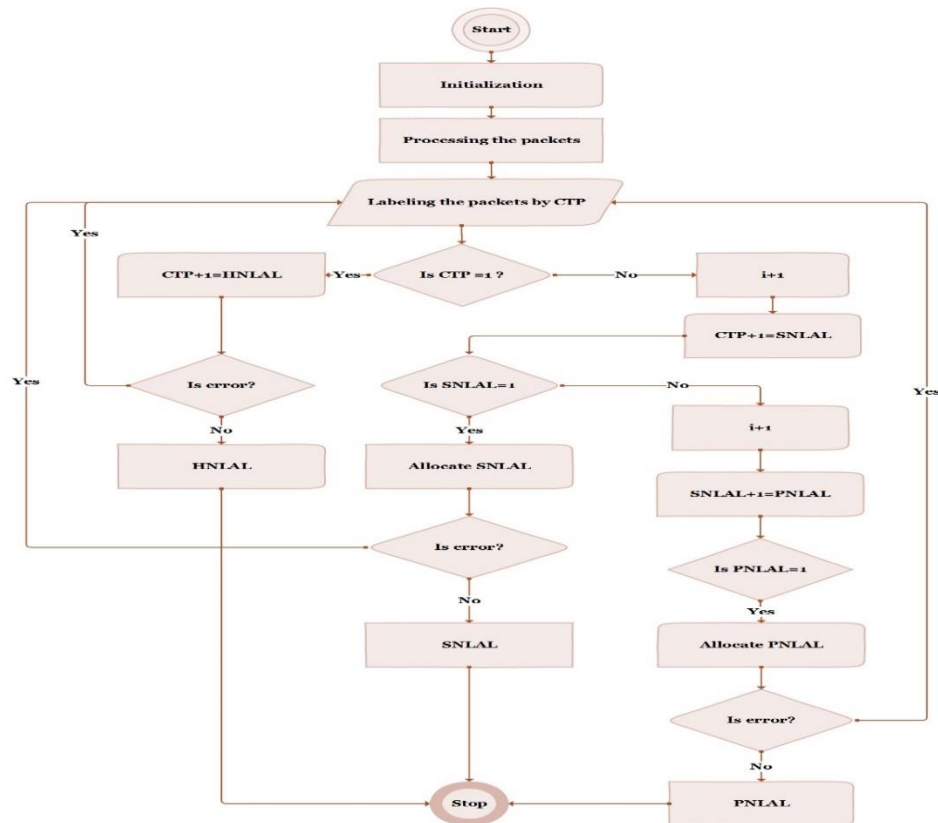 Start
Initialization
Processing the packets
Labeling the packets by CTP
Yes
CTP+1=HNLAL
Yes
Is CTP =1 ?
No
i+1
CTP+1=SNLAL
Yes
Is error?
Is SNLAL=1
No
Yes
No
Yes
i+1
HNLAL
Allocate SNLAL
SNLAL+1=PNLAL
Is error?
Is PNLAL=1
No
Yes
SNLAL
Allocate PNLAL
Is error?
No
Stop
PNLAL